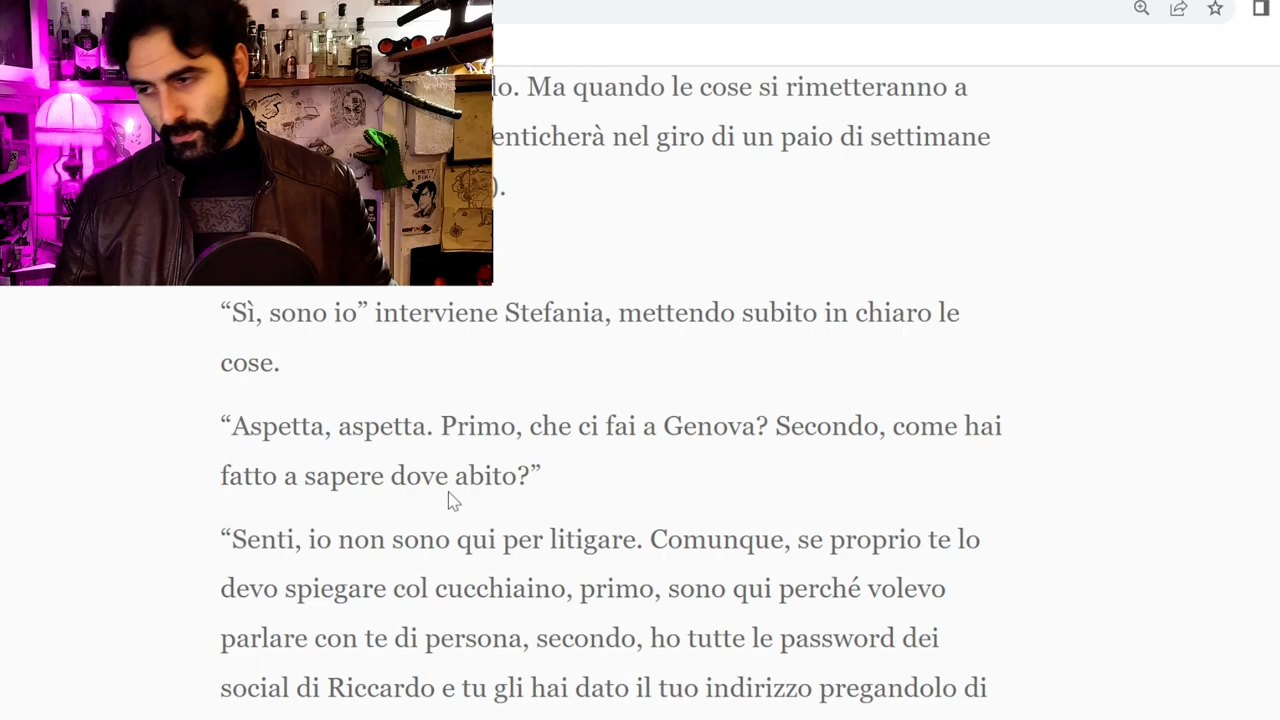 lo. Ma quando le cose si rimetteranno a
enticherà nel giro di un paio di settimane
).
“Sì, sono io” interviene Stefania, mettendo subito in chiaro le
cose.
“Aspetta, aspetta. Primo, che ci fai a Genova? Secondo, come hai
fatto a sapere dove abito?”
“Senti, io non sono qui per litigare. Comunque, se proprio te lo
devo spiegare col cucchiaino, primo, sono qui perché volevo
parlare con te di persona, secondo, ho tutte le password dei
social di Riccardo e tu gli hai dato il tuo indirizzo pregandolo di
FUMETTI